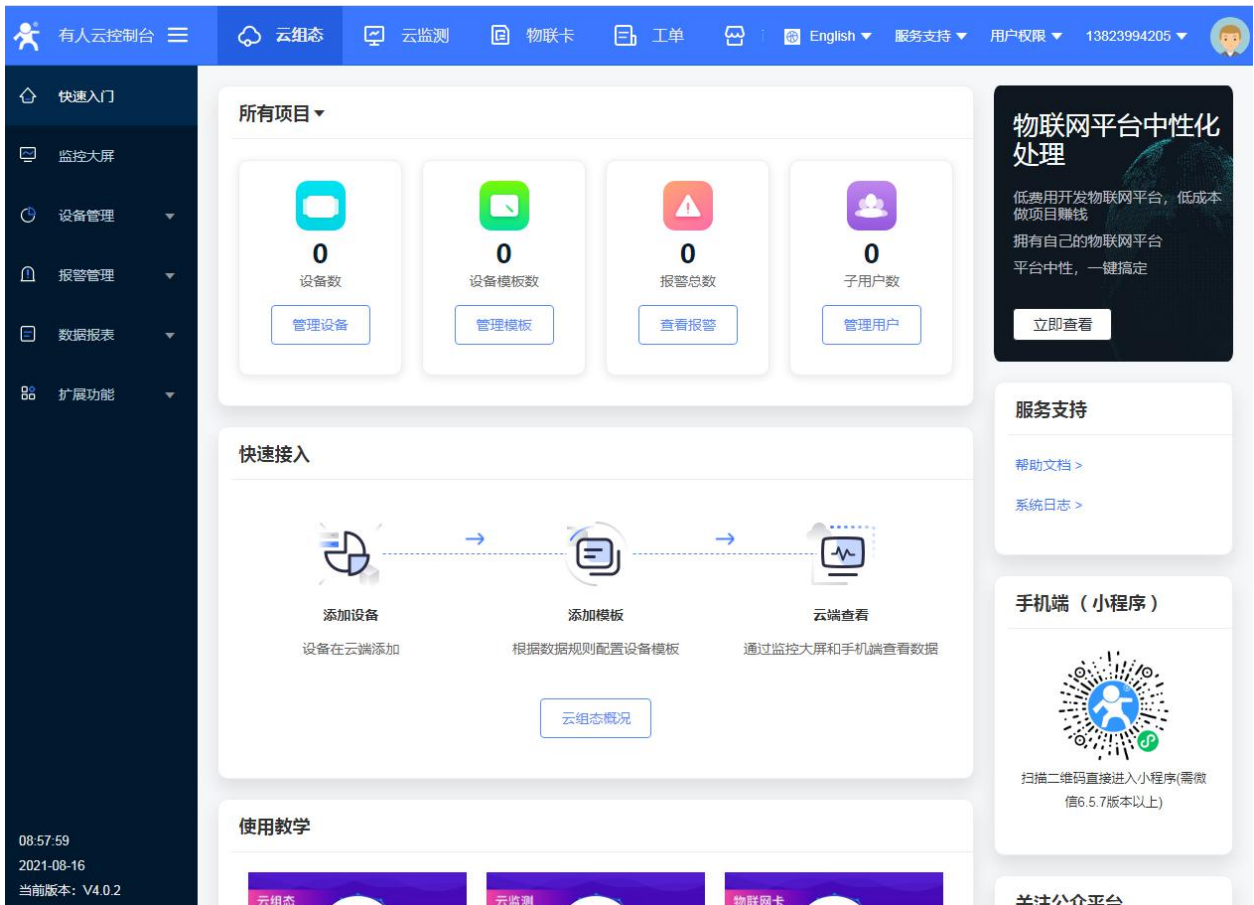 有人云控制台
云组态
云监测
物联卡
工单
English
服务支持
用户权限
13823994205
快速入门
监控大屏
设备管理
报警管理
数据报表
扩展功能
08:57:59
2021-08-16
当前版本：V4.0.2
所有项目
0
设备数
管理设备
0
设备模板数
管理模板
0
报警总数
查看报警
0
子用户数
管理用户
快速接入
添加设备
设备在云端添加
添加模板
根据数据规则配置设备模板
云端查看
通过监控大屏和手机端查看数据
云组态概况
使用教学
云组态
云监测
物联网卡
物联网平台中性化
处理
低费用开发物联网平台，低成本
做项目赚钱
拥有自己的物联网平台
平台中性，一键搞定
立即查看
服务支持
帮助文档 >
系统日志 >
手机端（小程序）
扫描二维码直接进入小程序(需微
信6.5.7版本以上)
关注公众平台